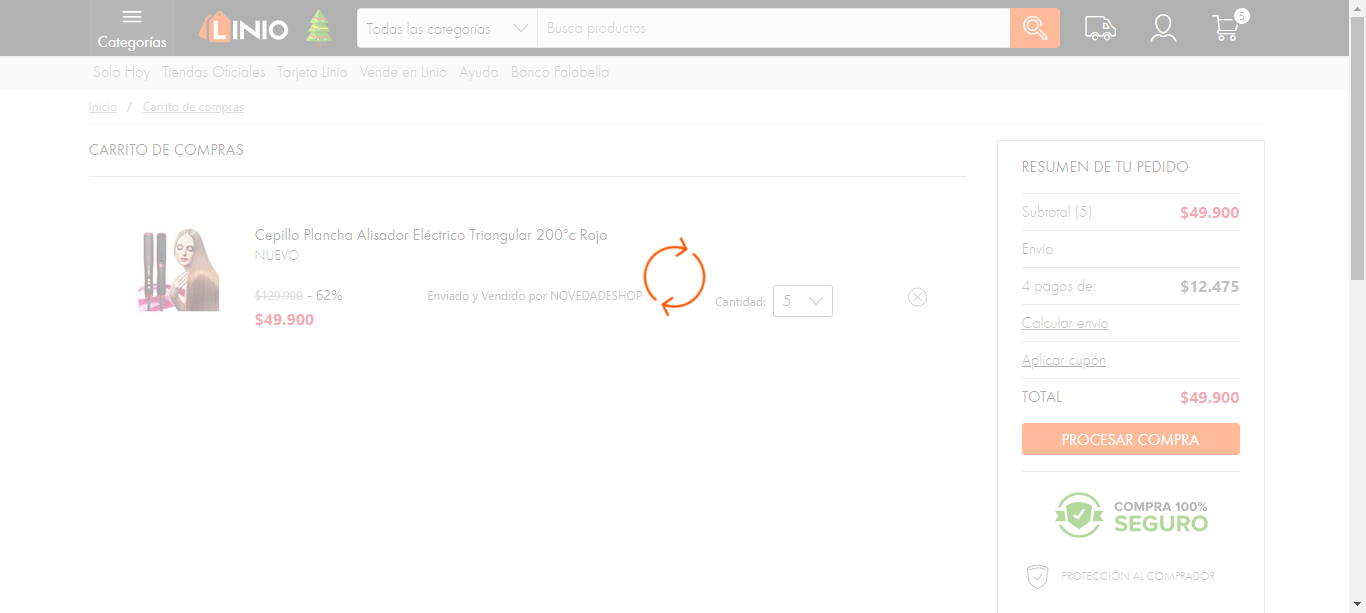 Categorías
LINIO
Todas las categorías
Busca productos
5
Solo Hoy Tiendas Oficiales Tarjeta Linio Vende en Linio Ayuda Banco Falabella
Inicio / Carrito de compras
CARRITO DE COMPRAS
Cepillo Plancha Alisador Eléctrico Triangular 200°c Rojo
NUEVO
$129.900 - 62%
$49.900
Enviado y Vendido por NOVEDADESHOP
Cantidad: 5
RESUMEN DE TU PEDIDO
Subtotal (5) $49.900
Envío
4 pagos de: $12.475
Calcular envío
Aplicar cupón
TOTAL $49.900
PROCESAR COMPRA
COMPRA 100%
SEGURO
PROTECCIÓN AL COMPRADOR